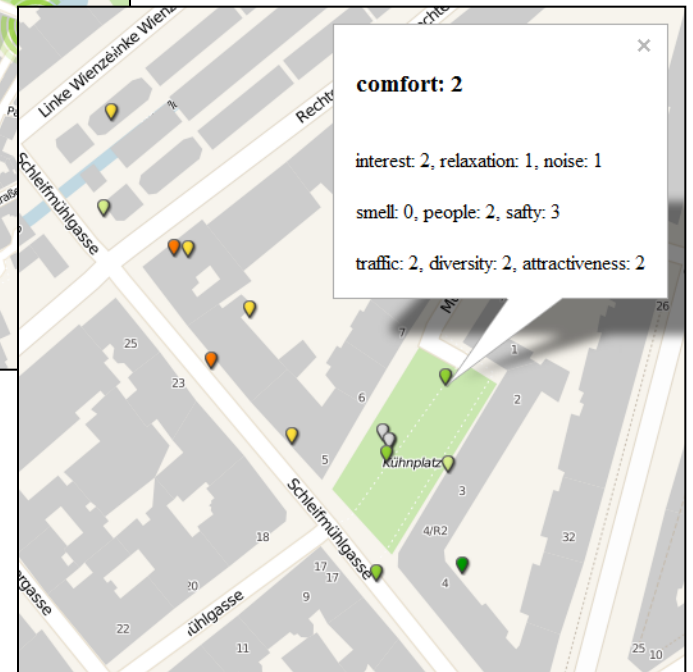 comfort: 2
interest: 2, relaxation: 1, noise: 1
smell: 0, people: 2, safty: 3
traffic: 2, diversity: 2, attractiveness: 2
Linke Wienzeile
Linke Wien
Schleifmühlgasse
26
7
25
1
23
6
2
Kühnplatz
5
3
Schleifmühlgasse
4/R2
18
32
17
17
4
20
9
ühlgasse
22
11
25
10